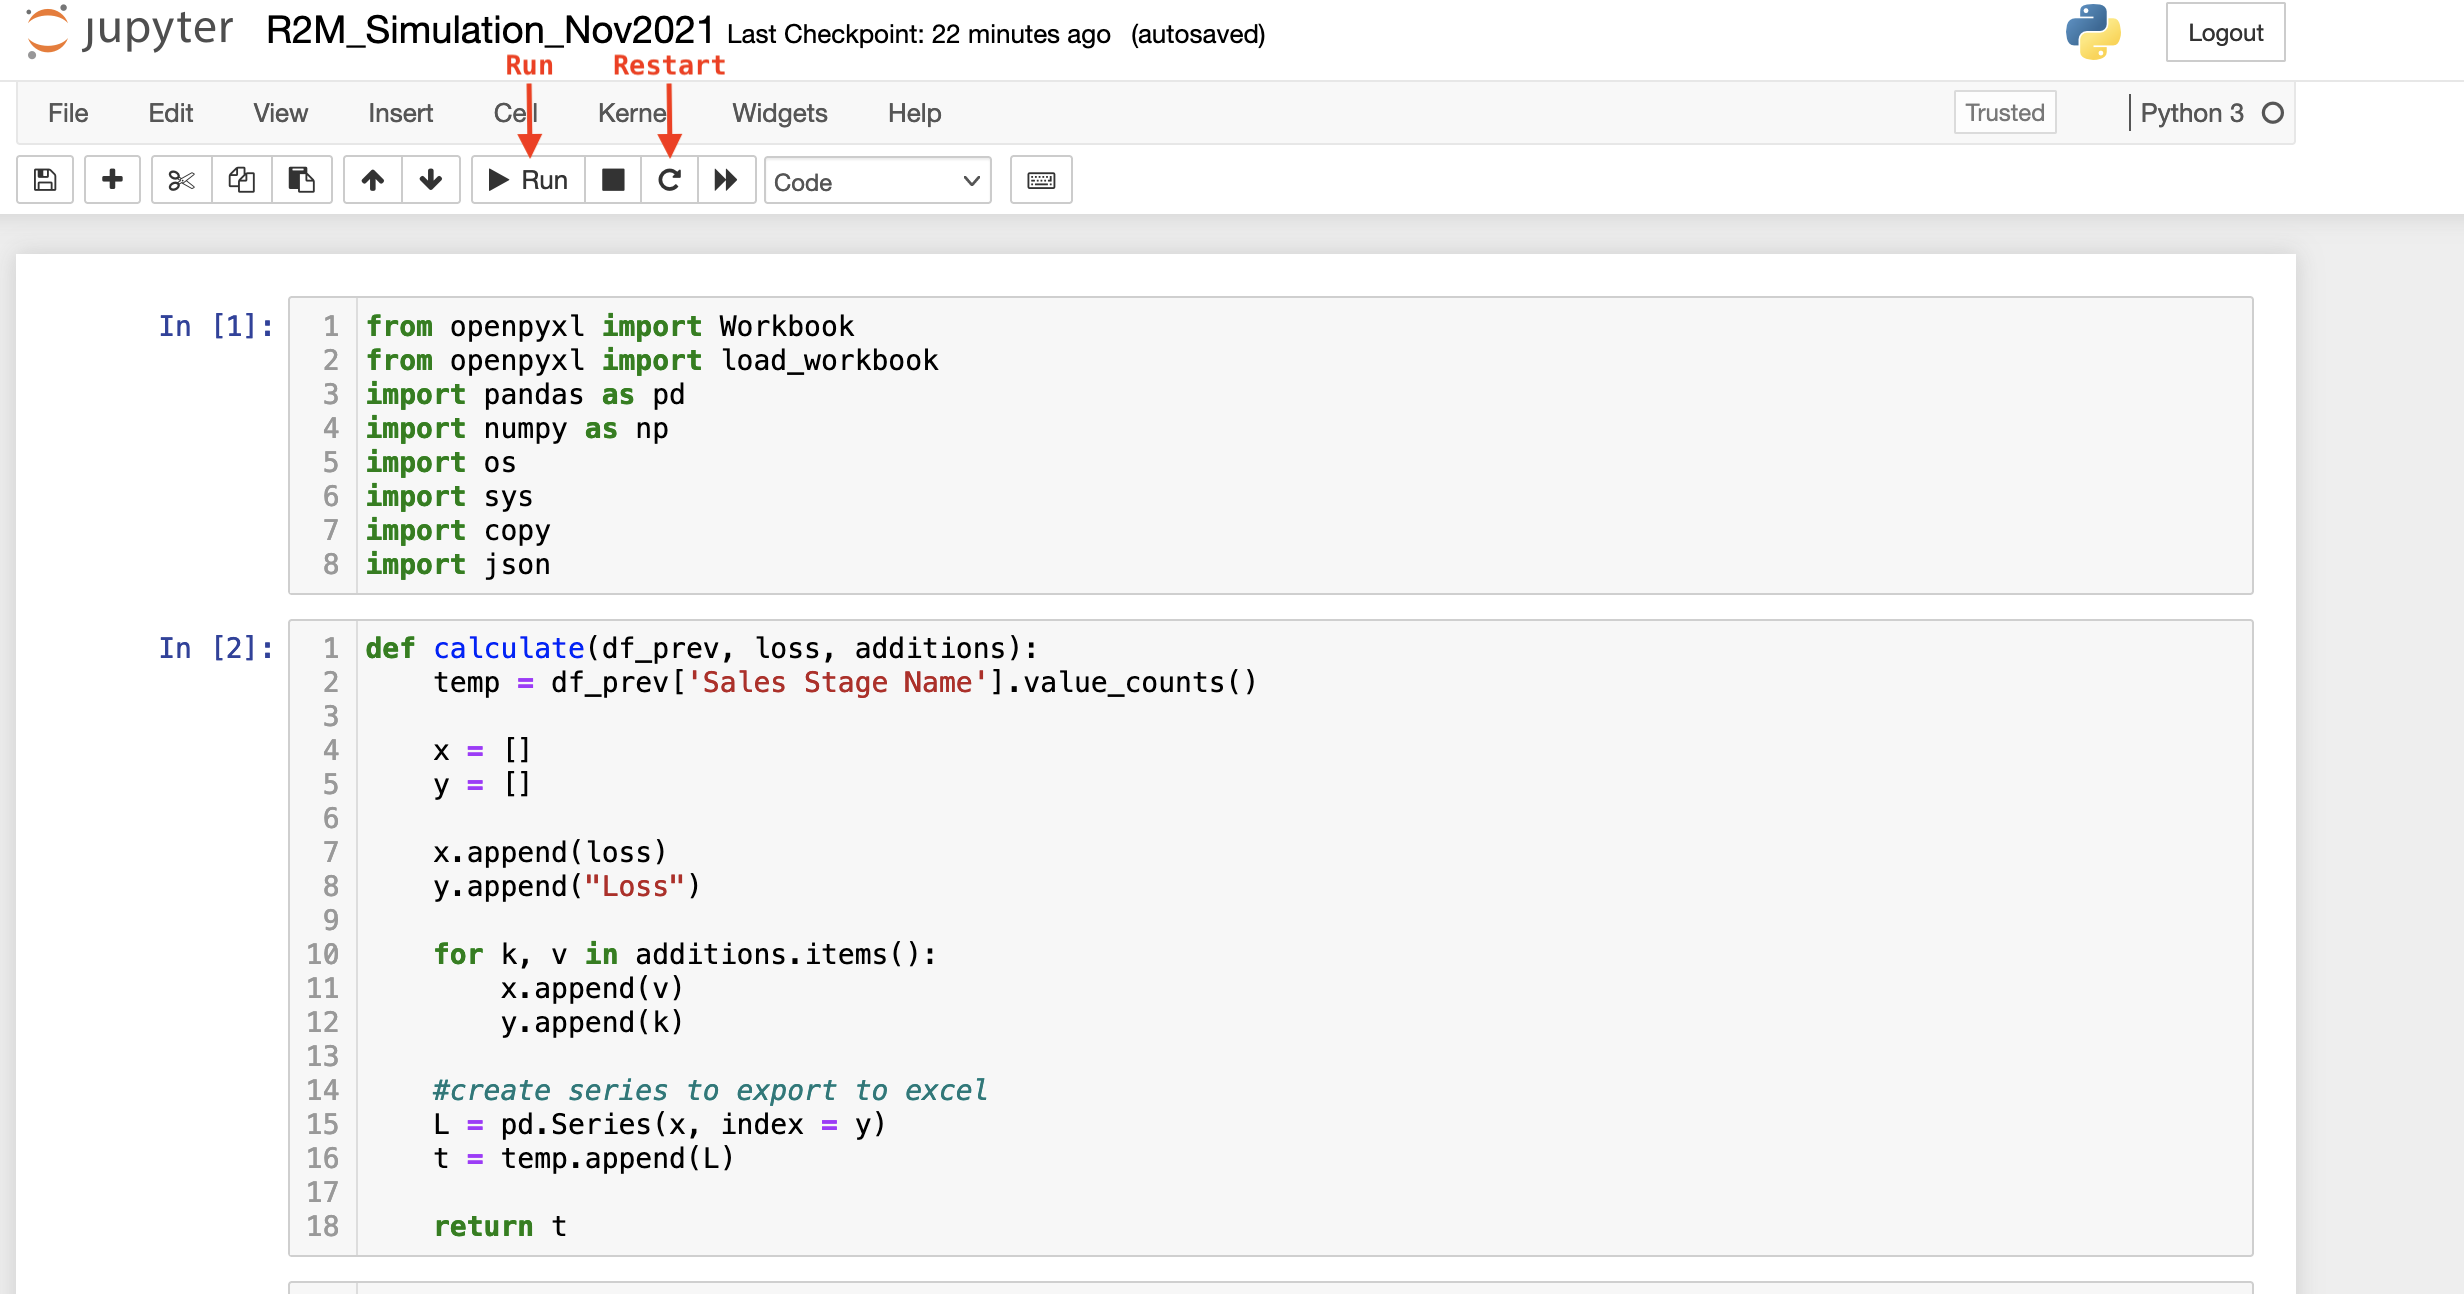 jupyter R2M_Simulation_Nov2021 Last Checkpoint: 22 minutes ago (autosaved) Logout
Run Restart
File Edit View Insert Cell Kernel Widgets Help Trusted Python 3
Run Code
In [1]:
1 from openpyxl import Workbook
2 from openpyxl import load_workbook
3 import pandas as pd
4 import numpy as np
5 import os
6 import sys
7 import copy
8 import json
In [2]:
1 def calculate(df_prev, loss, additions):
2     temp = df_prev['Sales Stage Name'].value_counts()
3
4     x = []
5     y = []
6
7     x.append(loss)
8     y.append("Loss")
9
10     for k, v in additions.items():
11         x.append(v)
12         y.append(k)
13
14     #create series to export to excel
15     L = pd.Series(x, index = y)
16     t = temp.append(L)
17
18     return t